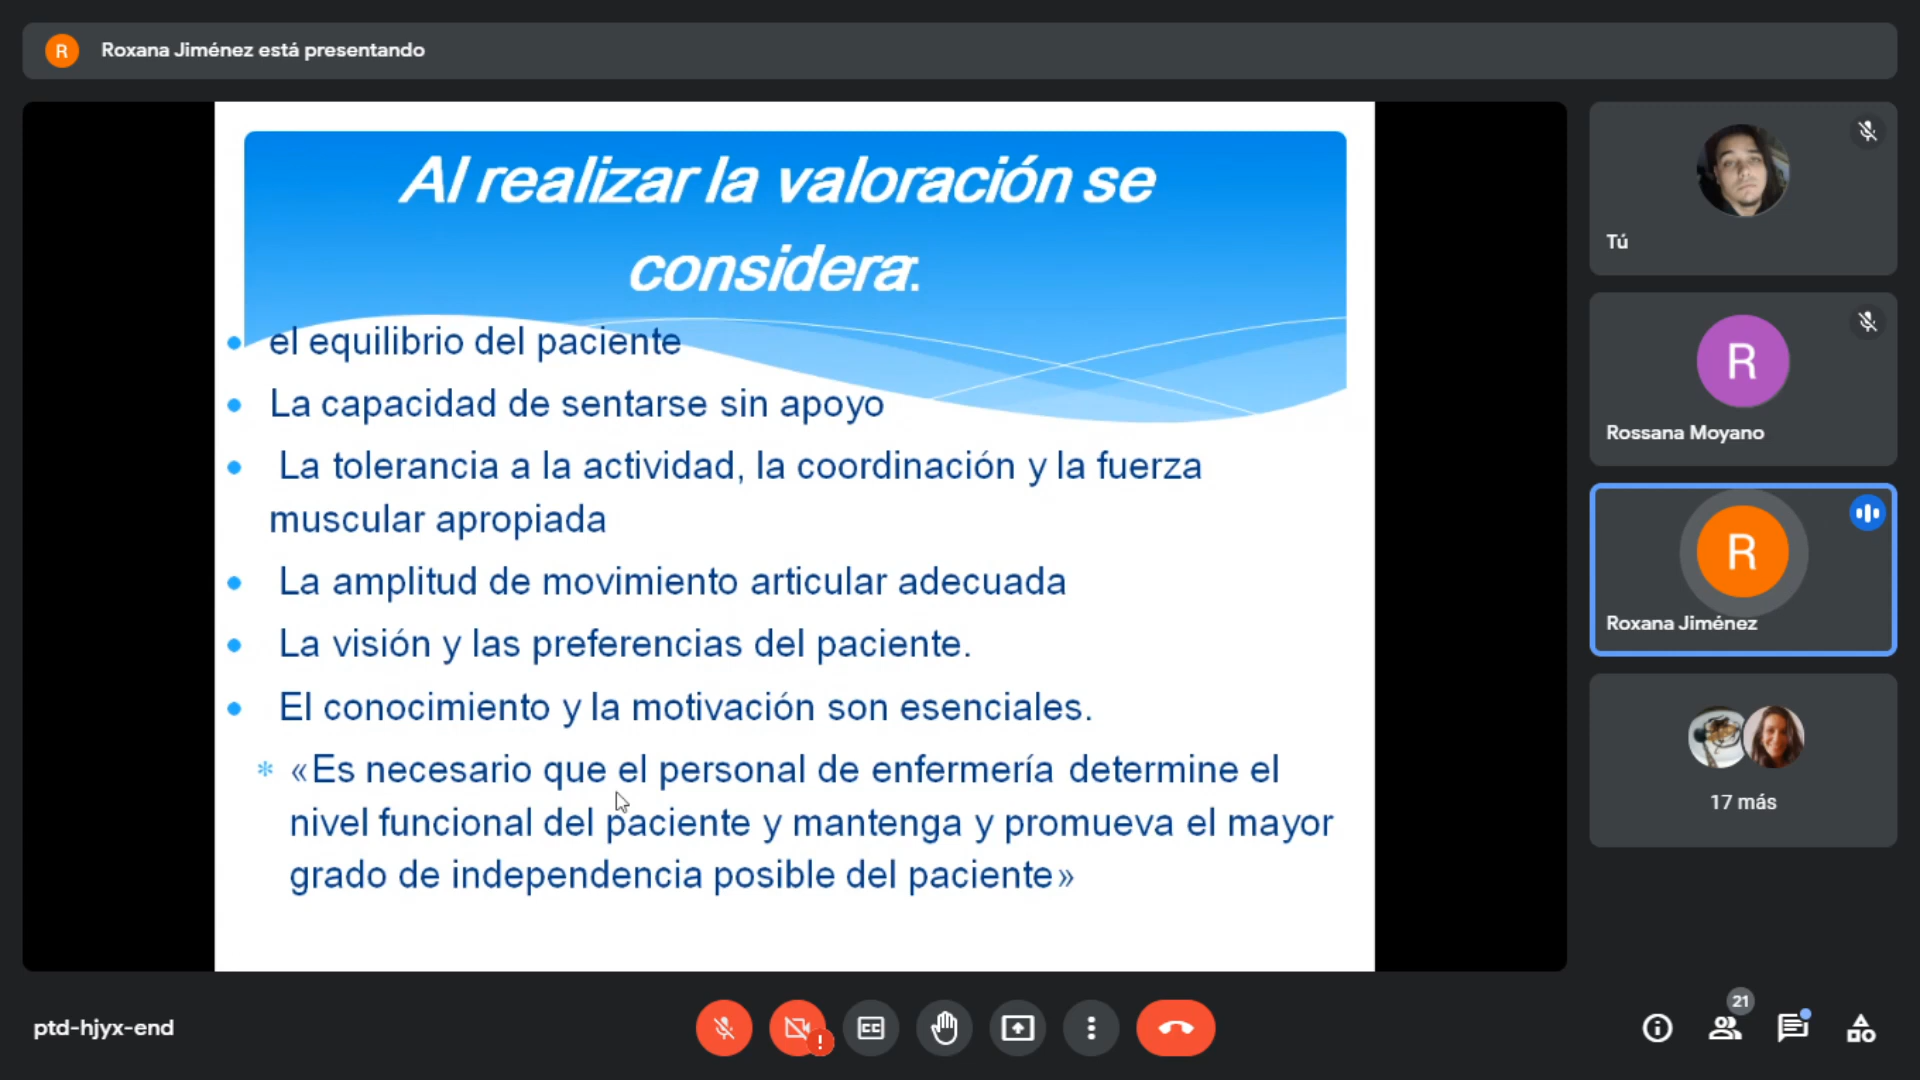 R
Roxana Jiménez está presentando
Al realizar la valoración se
considera:
• el equilibrio del paciente
• La capacidad de sentarse sin apoyo
• La tolerancia a la actividad, la coordinación y la fuerza
muscular apropiada
• La amplitud de movimiento articular adecuada
• La visión y las preferencias del paciente.
• El conocimiento y la motivación son esenciales.
* «Es necesario que el personal de enfermería determine el
nivel funcional del paciente y mantenga y promueva el mayor
grado de independencia posible del paciente»
Tú
R
Rossana Moyano
R
Roxana Jiménez
17 más
ptd-hjyx-end
!
CC
21